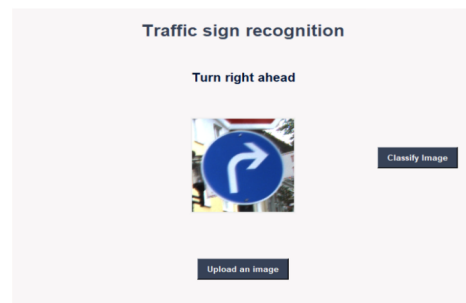 Traffic sign recognition
Turn right ahead
Classify Image
Upload an image